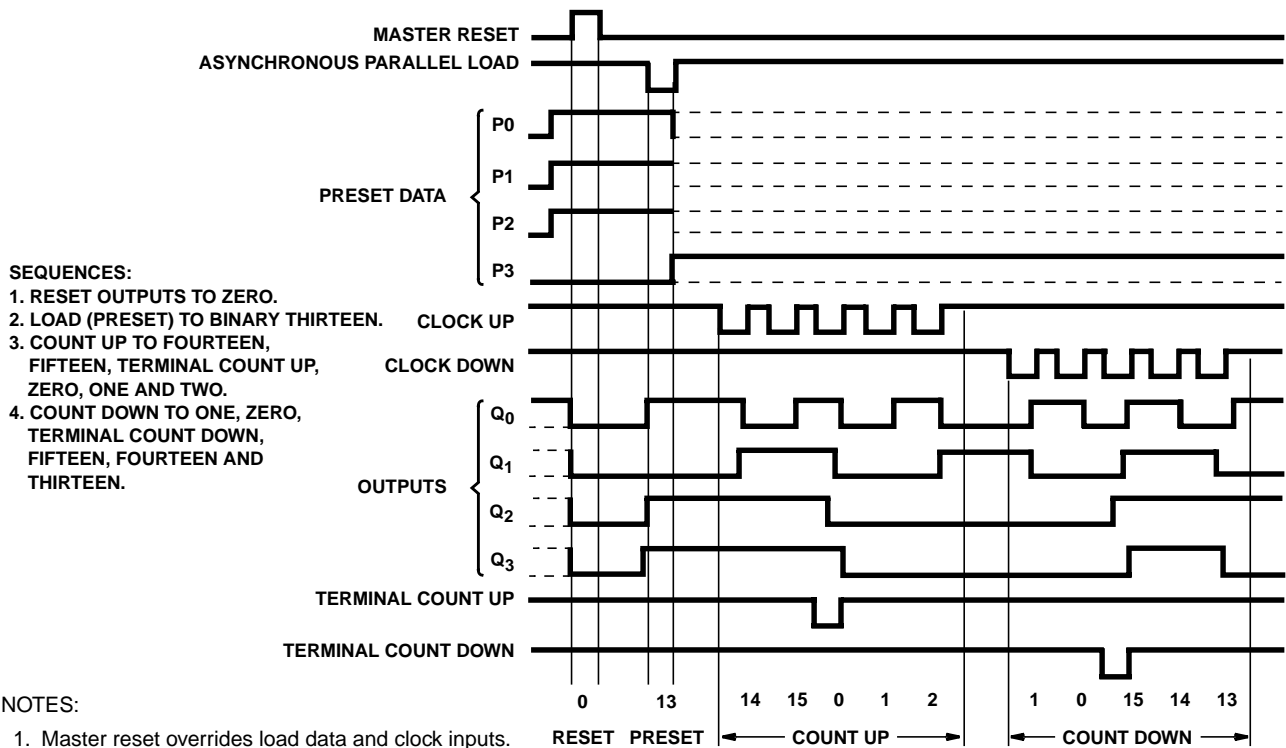 MASTER RESET
ASYNCHRONOUS PARALLEL LOAD
P0
P1
PRESET DATA
P2
P3
SEQUENCES:
1. RESET OUTPUTS TO ZERO.
2. LOAD (PRESET) TO BINARY THIRTEEN.
3. COUNT UP TO FOURTEEN,
FIFTEEN, TERMINAL COUNT UP,
ZERO, ONE AND TWO.
4. COUNT DOWN TO ONE, ZERO,
TERMINAL COUNT DOWN,
FIFTEEN, FOURTEEN AND
THIRTEEN.
CLOCK UP
CLOCK DOWN
Q0
Q1
OUTPUTS
Q2
Q3
TERMINAL COUNT UP
TERMINAL COUNT DOWN
0 13 14 15 0 1 2 1 0 15 14 13
RESET PRESET COUNT UP COUNT DOWN
NOTES:
1. Master reset overrides load data and clock inputs.